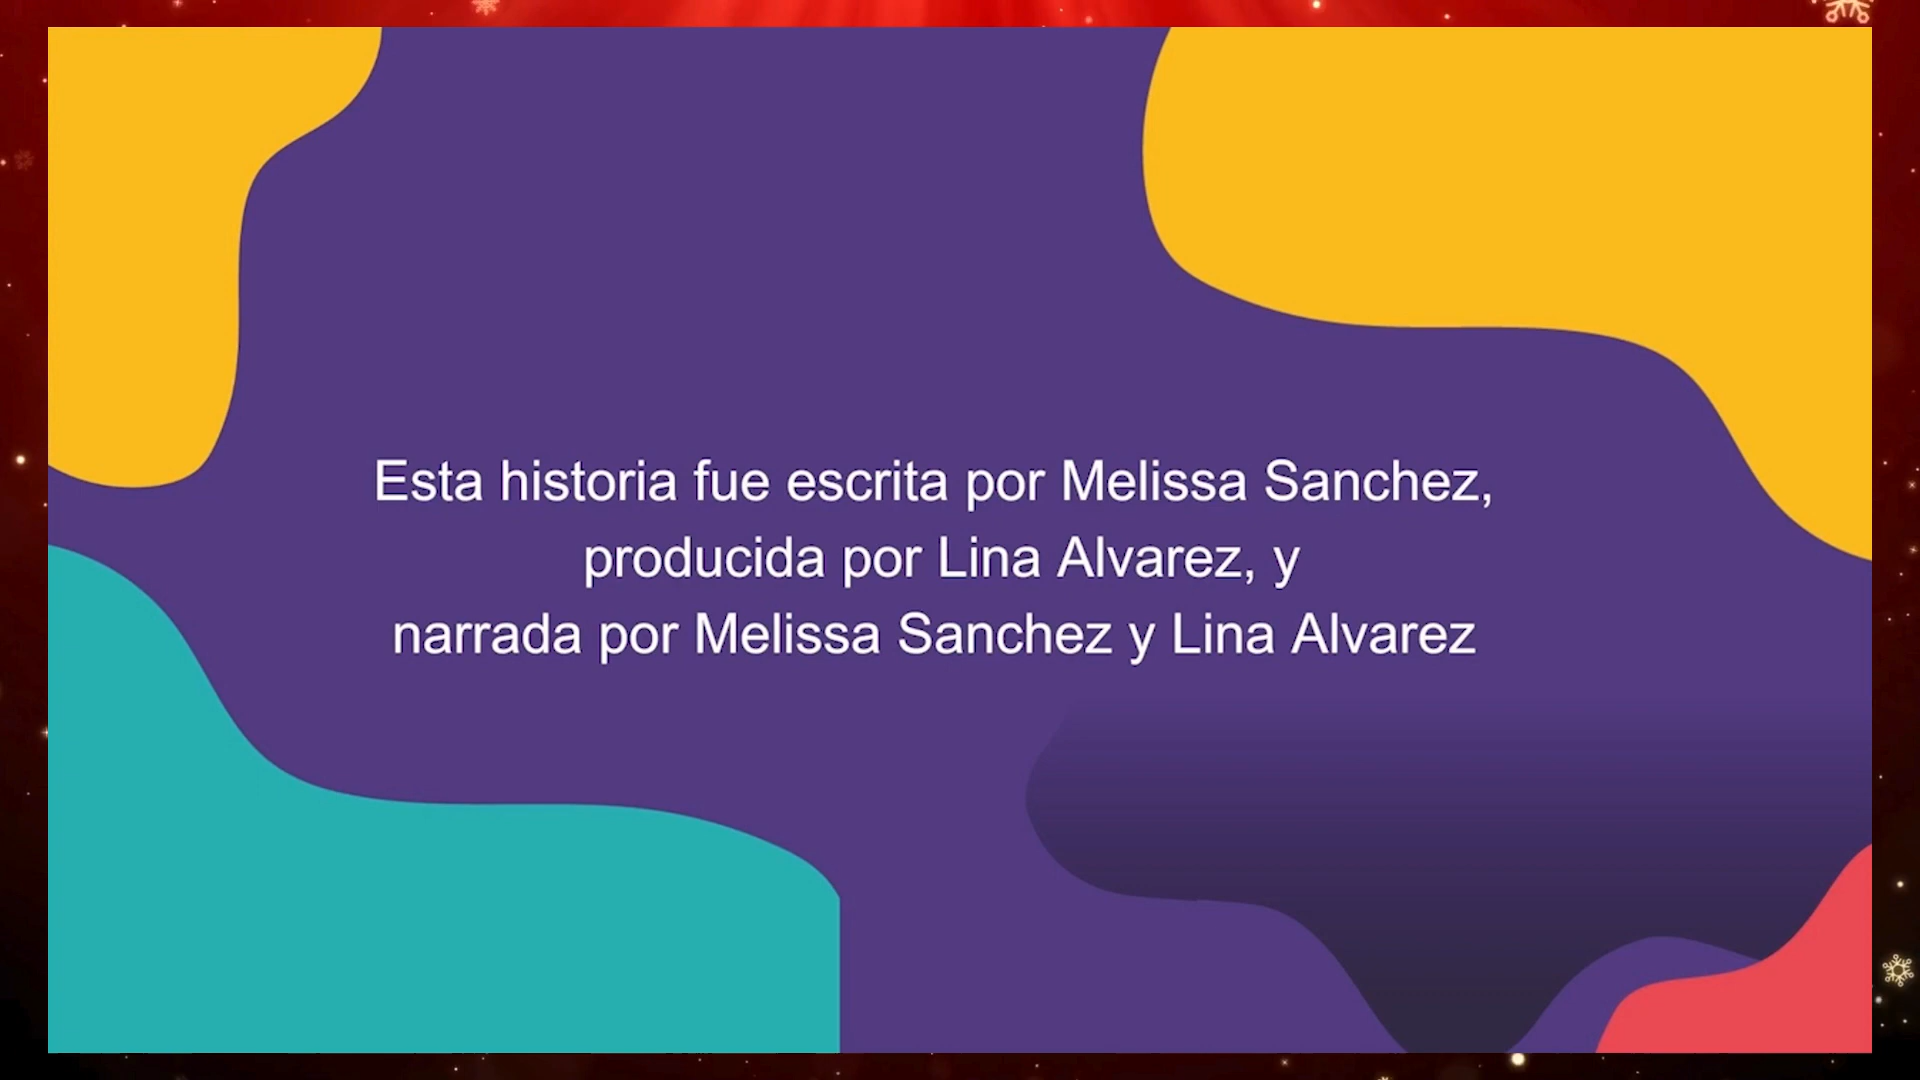 Esta historia fue escrita por Melissa Sanchez,
producida por Lina Alvarez, y
narrada por Melissa Sanchez y Lina Alvarez